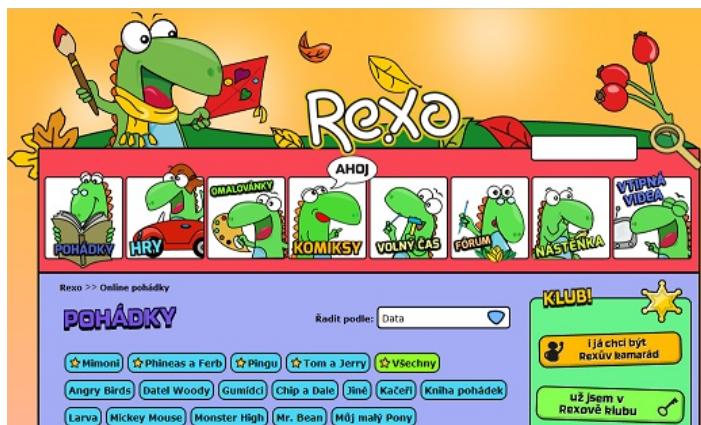 Rexo
AHOJ
POHÁDKY
HRY
OMALOVÁNKY
KOMIKSY
VOLNÝ ČAS
FÓRUM
NÁSTĚNKA
VTIPNÁ
VIDEA
Rexo >> Online pohádky
POHÁDKY
Řadit podle: Data
Mimoni Phineas a Ferb Pingu Tom a Jerry Všechny
Angry Birds Datel Woody Gumídci Chip a Dale Jiné Kačeři Kniha pohádek
Larva Mickey Mouse Monster High Mr. Bean Můj malý Pony
KLUB!
i já chci být
Rexův kamarád
už jsem v
Rexově klubu